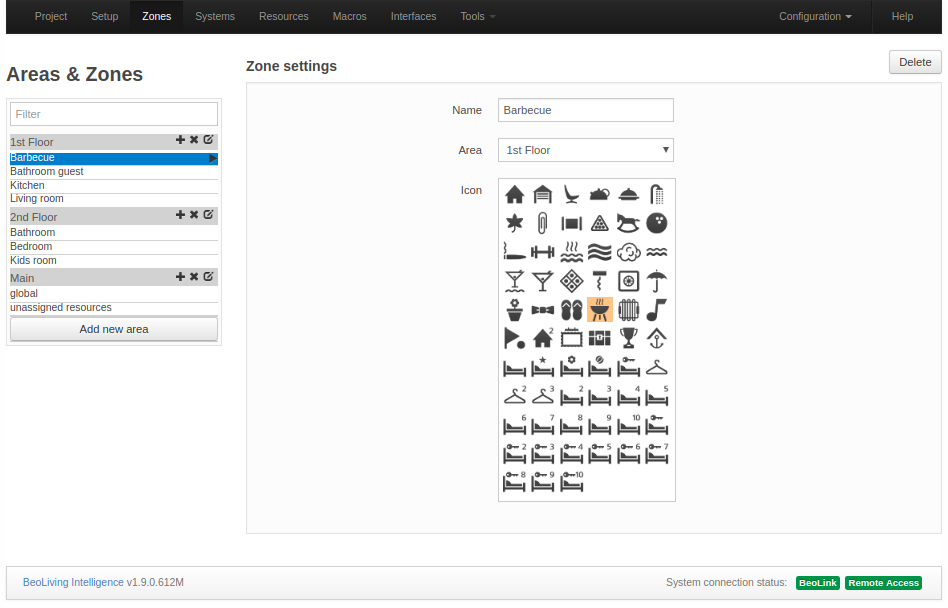 Project Setup Zones Systems Resources Macros Interfaces Tools Configuration Help
Areas & Zones
Filter
1st Floor
Barbecue
Bathroom guest
Kitchen
Living room
2nd Floor
Bathroom
Bedroom
Kids room
Main
global
unassigned resources
Add new area
Zone settings
Delete
Name Barbecue
Area 1st Floor
Icon
2
2 3 2 3 4 5
6 7 8 9 10
2 3 4 5 6 7
8 9 10
BeoLiving Intelligence v1.9.0.612M
System connection status: BeoLink Remote Access